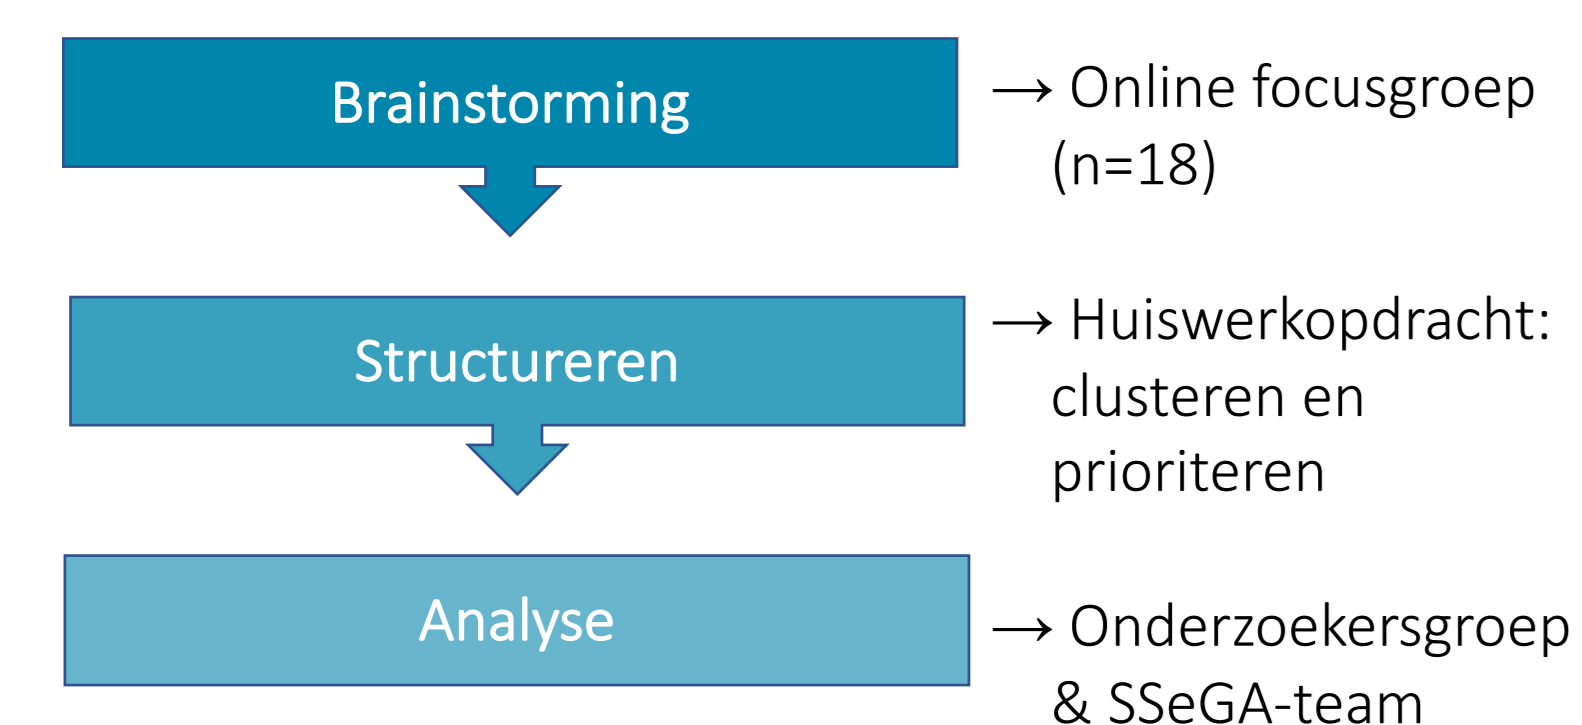 Brainstorming
→ Online focusgroep
(n=18)
Structureren
→ Huiswerkopdracht:
clusteren en
prioriteren
Analyse
→ Onderzoekersgroep
& SSeGA-team